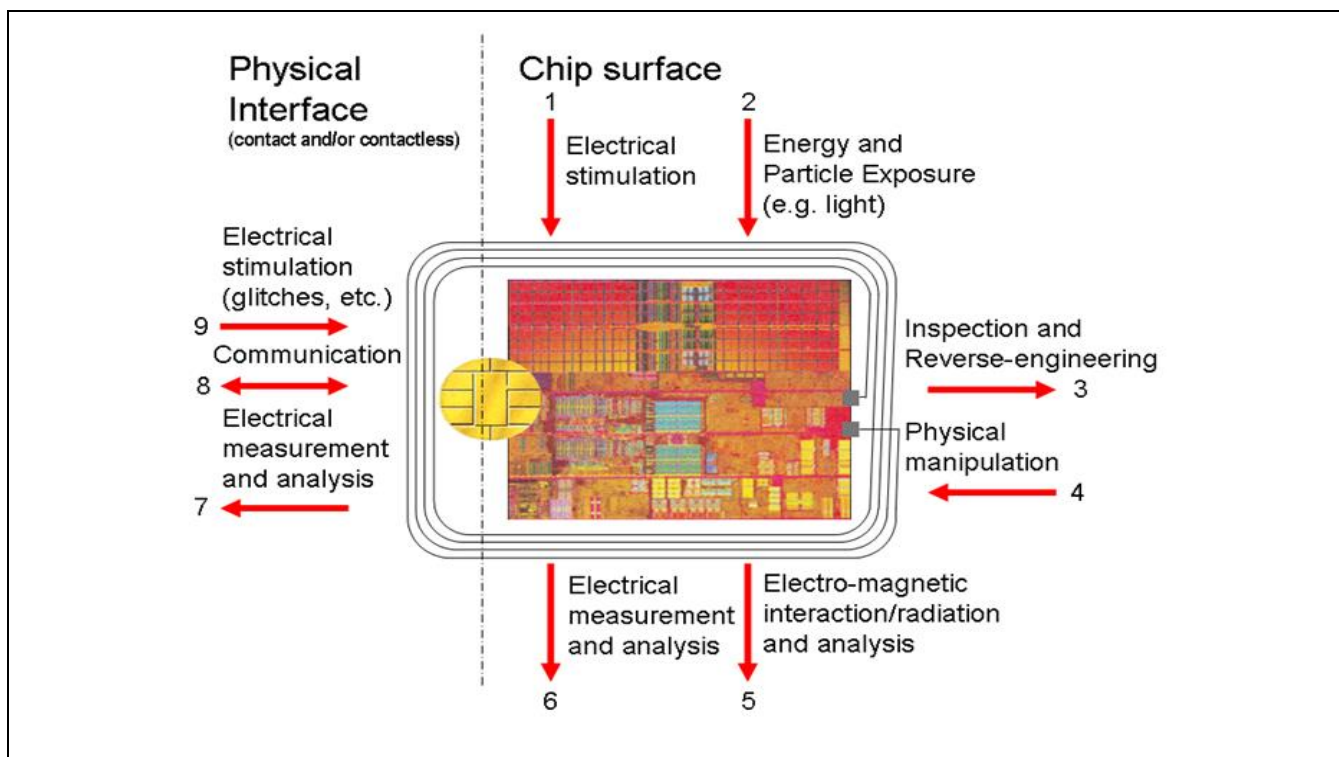 Physical
Interface
(contact and/or contactless)
Chip surface
1
2
Electrical
stimulation
Energy and
Particle Exposure
(e.g. light)
Electrical
stimulation
(glitches, etc.)
9
Communication
8
Electrical
measurement
and analysis
7
Inspection and
Reverse-engineering
3
Physical
manipulation
4
Electrical
measurement
and analysis
6
Electro-magnetic
interaction/radiation
and analysis
5